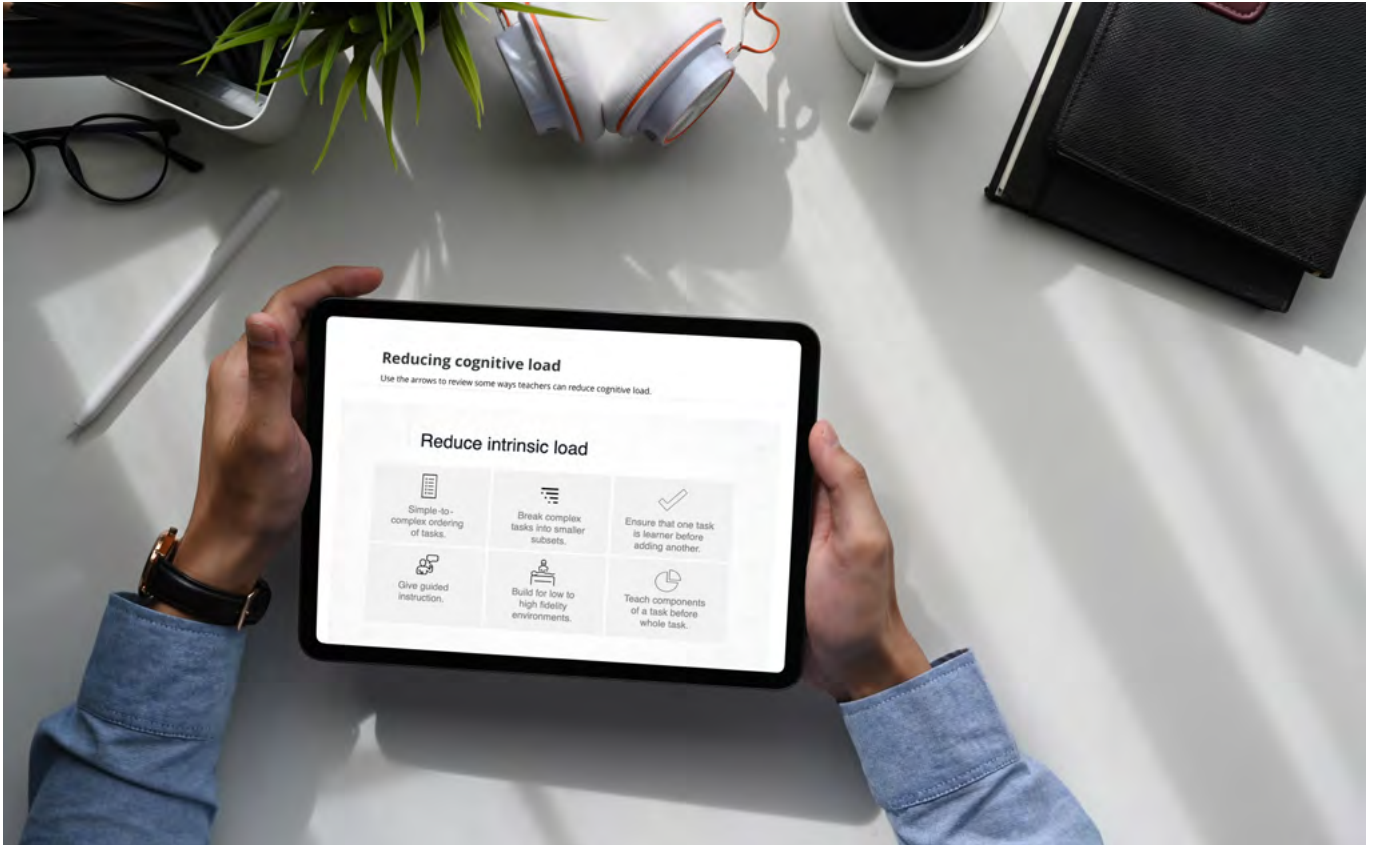 Reducing cognitive load
Use the arrows to review some ways teachers can reduce cognitive load.
Reduce intrinsic load
Simple-to-
complex ordering
of tasks.
Break complex
tasks into smaller
subsets.
Ensure that one task
is learner before
adding another.
Give guided
instruction.
Build for low to
high fidelity
environments.
Teach components
of a task before
whole task.